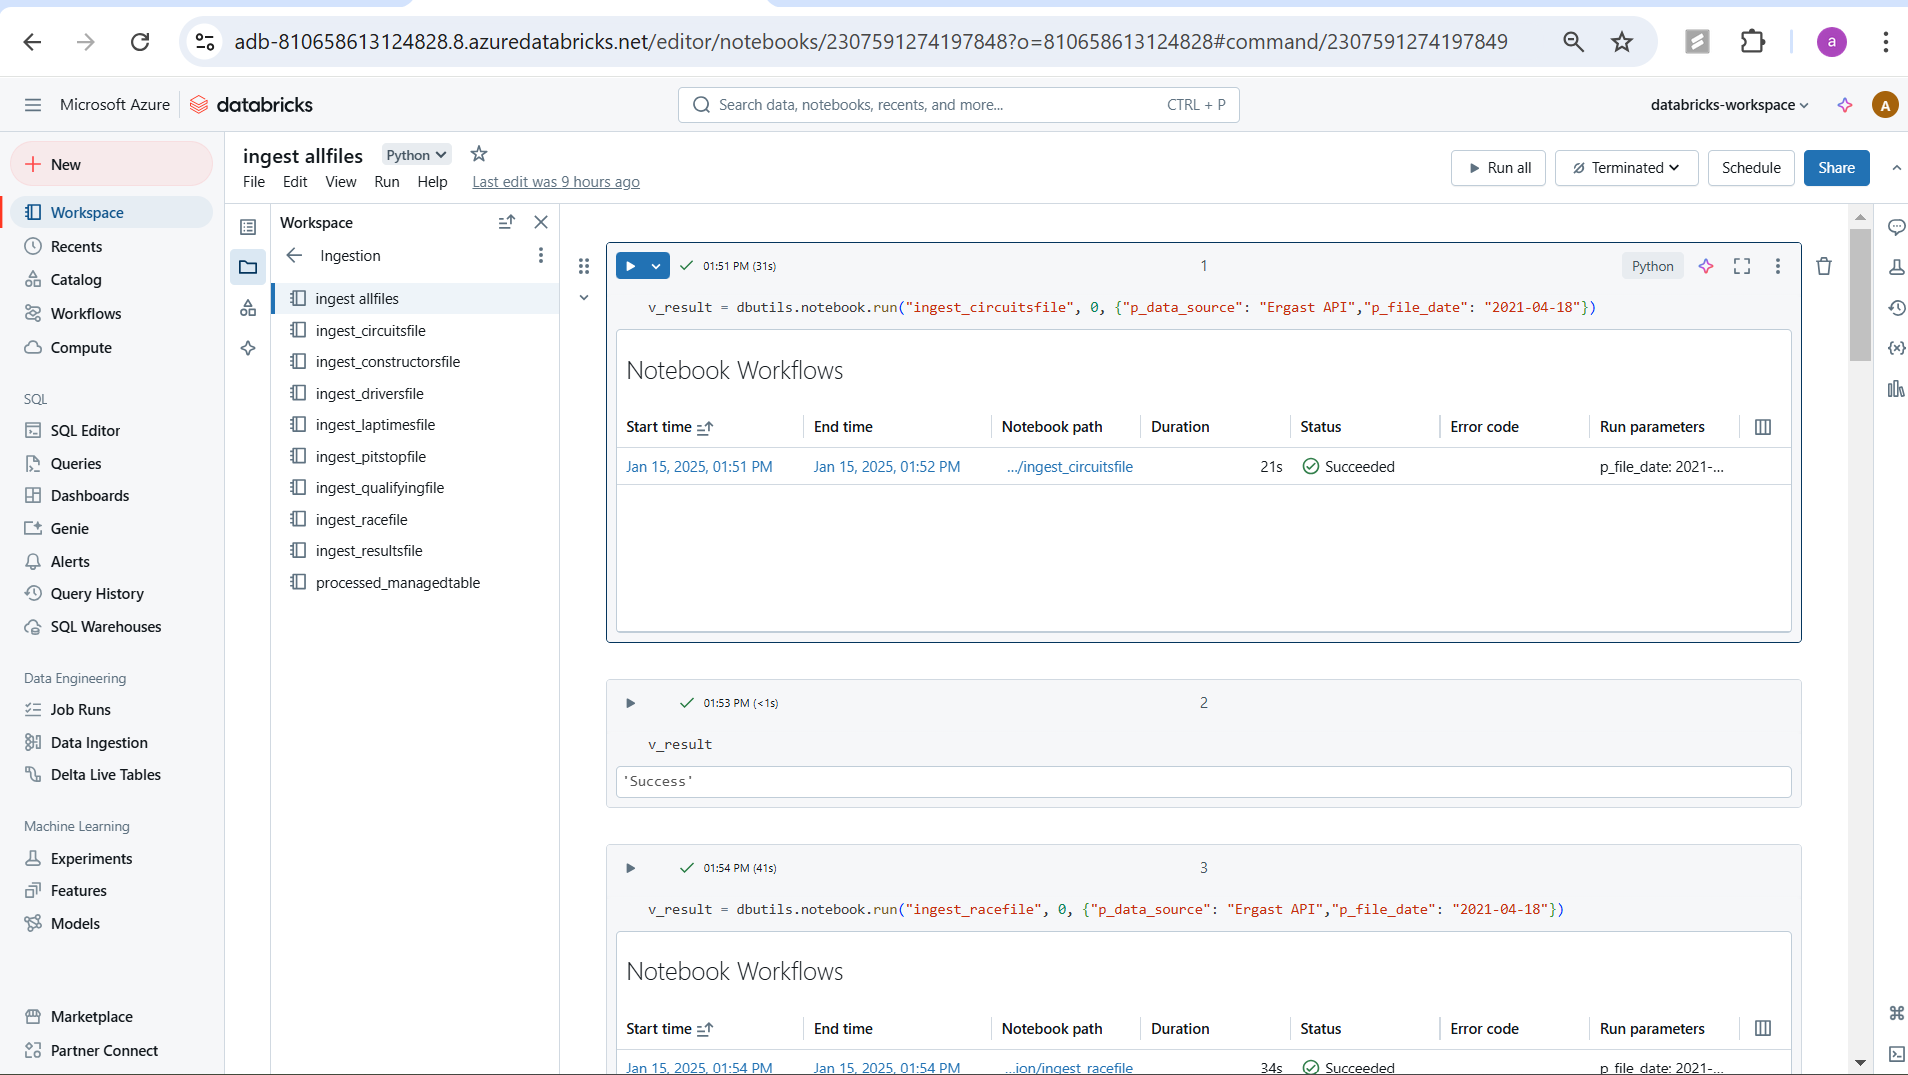 adb-810658613124828.8.azuredatabricks.net/editor/notebooks/2307591274197848?o=810658613124828#command/2307591274197849
a
Microsoft Azure
databricks
Search data, notebooks, recents, and more...
CTRL + P
databricks-workspace
A
New
Workspace
Recents
Catalog
Workflows
Compute
SQL
SQL Editor
Queries
Dashboards
Genie
Alerts
Query History
SQL Warehouses
Data Engineering
Job Runs
Data Ingestion
Delta Live Tables
Machine Learning
Experiments
Features
Models
Marketplace
Partner Connect
ingest allfiles
Python
File Edit View Run Help Last edit was 9 hours ago
Run all
Terminated
Schedule
Share
Workspace
Ingestion
ingest allfiles
ingest_circuitsfile
ingest_constructorsfile
ingest_driversfile
ingest_laptimesfile
ingest_pitstopfile
ingest_qualifyingfile
ingest_racefile
ingest_resultsfile
processed_managedtable
01:51 PM (31s) 1 Python
v_result = dbutils.notebook.run("ingest_circuitsfile", 0, {"p_data_source": "Ergast API","p_file_date": "2021-04-18"})
Notebook Workflows
Start time End time Notebook path Duration Status Error code Run parameters
Jan 15, 2025, 01:51 PM Jan 15, 2025, 01:52 PM .../ingest_circuitsfile 21s Succeeded p_file_date: 2021-...
01:53 PM (<1s) 2
v_result
'Success'
01:54 PM (41s) 3
v_result = dbutils.notebook.run("ingest_racefile", 0, {"p_data_source": "Ergast API","p_file_date": "2021-04-18"})
Notebook Workflows
Start time End time Notebook path Duration Status Error code Run parameters
Jan 15, 2025, 01:54 PM Jan 15, 2025, 01:54 PM ...ion/ingest_racefile 34s Succeeded p_file_date: 2021-...